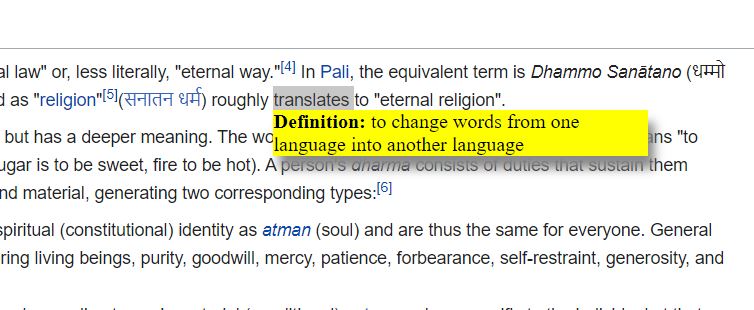 al law" or, less literally, "eternal way."[4] In Pali, the equivalent term is Dhammo Sanātano (धम्मो
d as "religion"[5](सनातन धर्म) roughly translates to "eternal religion".
Definition: to change words from one
language into another language
but has a deeper meaning. The wo ans "to
ugar is to be sweet, fire to be hot). A person's dharma consists of duties that sustain them
nd material, generating two corresponding types:[6]
spiritual (constitutional) identity as atman (soul) and are thus the same for everyone. General
ring living beings, purity, goodwill, mercy, patience, forbearance, self-restraint, generosity, and